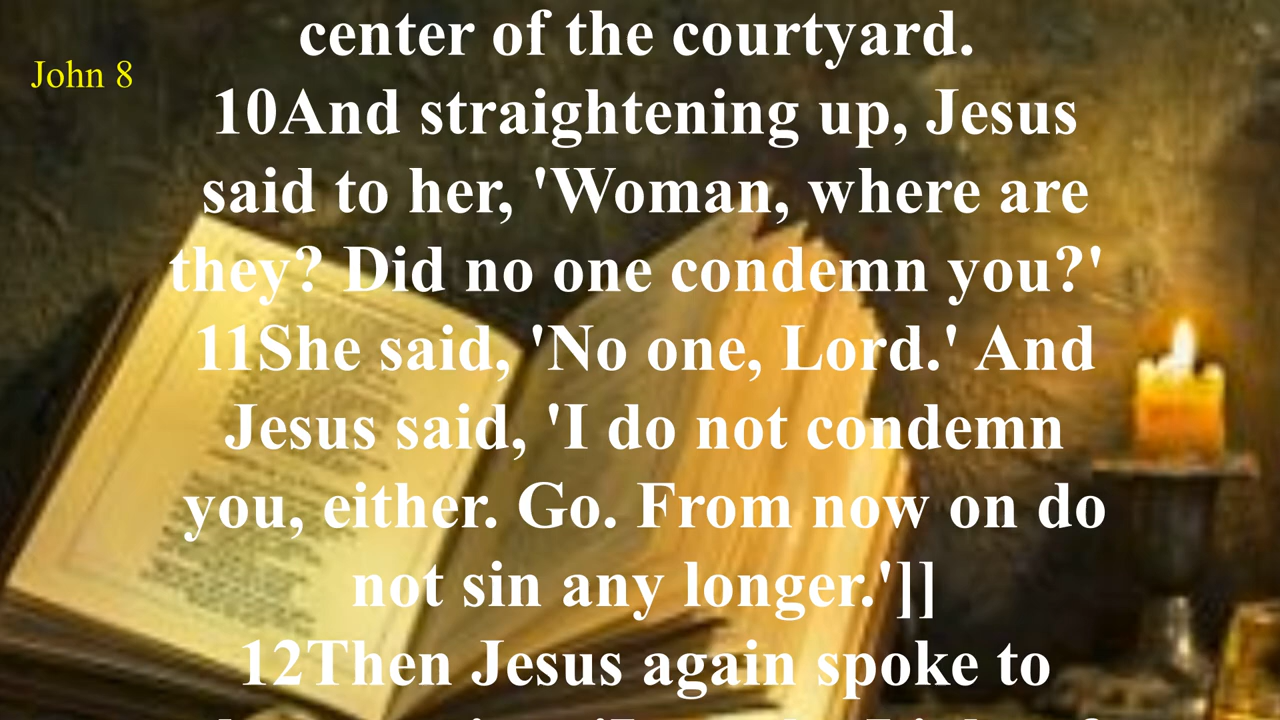 John 8
center of the courtyard.
10And straightening up, Jesus
said to her, 'Woman, where are
they? Did no one condemn you?'
11She said, 'No one, Lord.' And
Jesus said, 'I do not condemn
you, either. Go. From now on do
not sin any longer.']]
12Then Jesus again spoke to